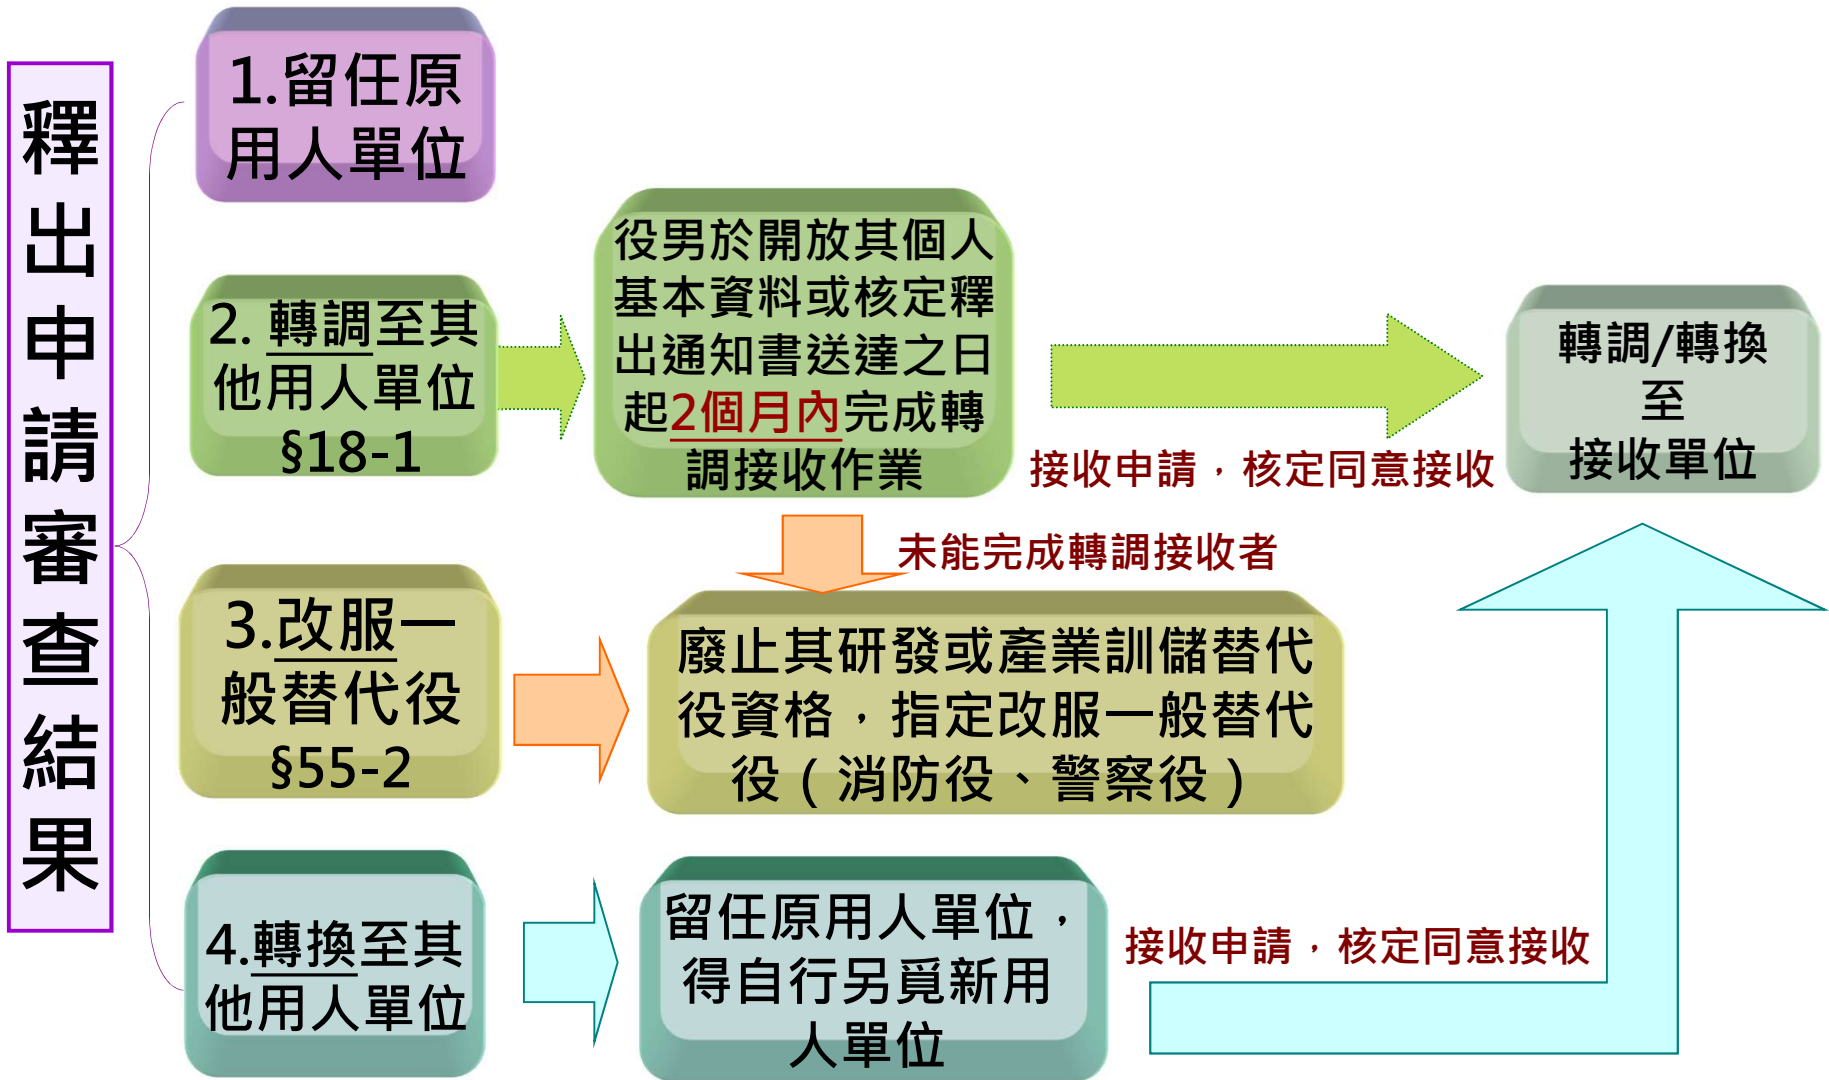 釋出申請審查結果
1.留任原
用人單位
2. 轉調至其
他用人單位
§18-1
役男於開放其個人
基本資料或核定釋
出通知書送達之日
起2個月內完成轉
調接收作業
接收申請，核定同意接收
轉調/轉換
至
接收單位
未能完成轉調接收者
3.改服一
般替代役
§55-2
廢止其研發或產業訓儲替代
役資格，指定改服一般替代
役（消防役、警察役）
4.轉換至其
他用人單位
留任原用人單位，
得自行另覓新用
人單位
接收申請，核定同意接收